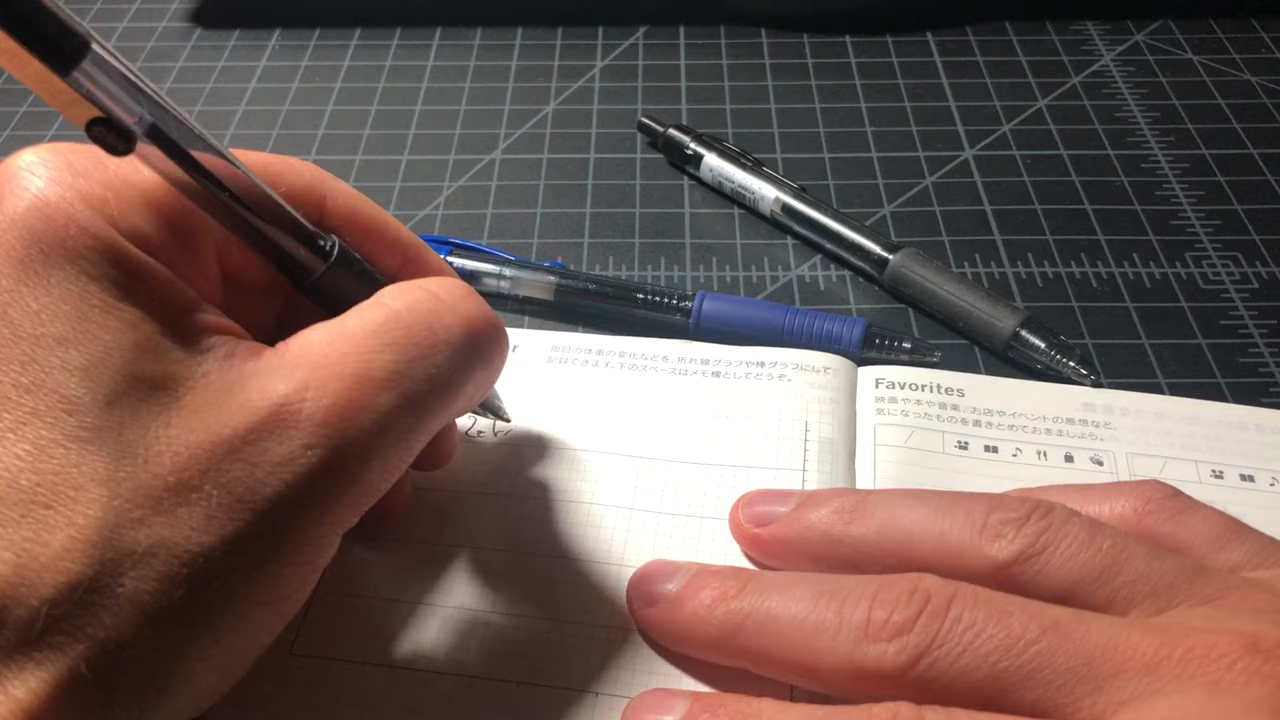 毎日の体重の変化などを、折れ線グラフや棒グラフにして
記録できます。下のスペースはメモ欄としてどうぞ。
Favorites
映画や本や音楽、お店やイベントの感想など、
気になったものを書きとめておきましょう。